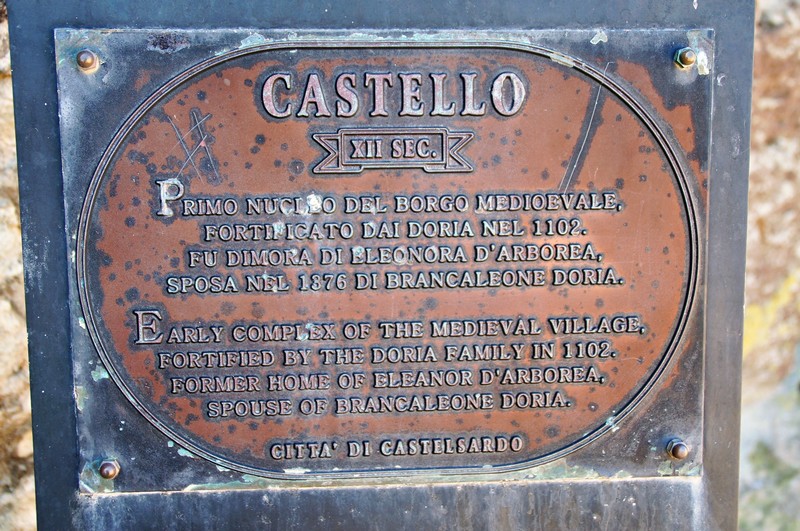 CASTELLO
XII SEC.
PRIMO NUCLEO DEL BORGO MEDIOEVALE,
FORTIFICATO DAI DORIA NEL 1102.
FU DIMORA DI ELEONORA D'ARBOREA,
SPOSA NEL 1376 DI BRANCALEONE DORIA.
EARLY COMPLEX OF THE MEDIEVAL VILLAGE,
FORTIFIED BY THE DORIA FAMILY IN 1102.
FORMER HOME OF ELEANOR D'ARBOREA,
SPOUSE OF BRANCALEONE DORIA.
CITTA' DI CASTELSARDO